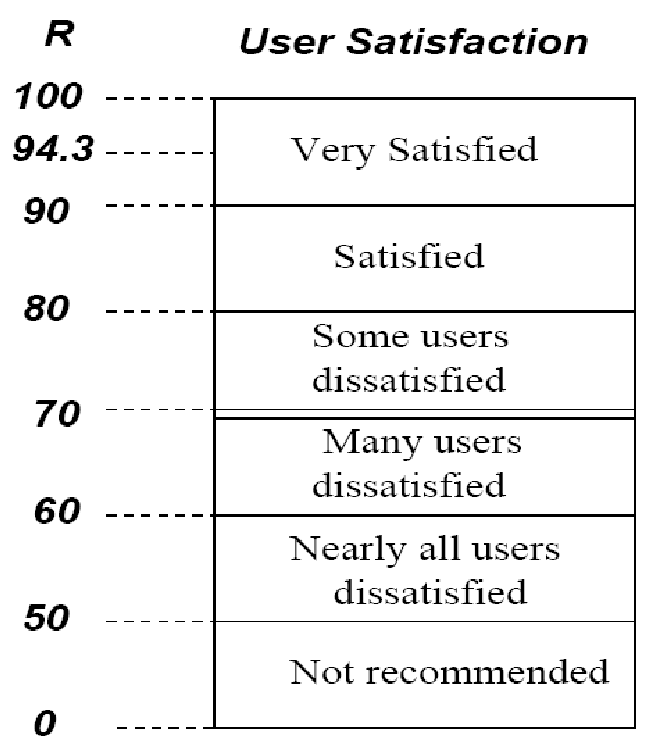 R User Satisfaction
100
94.3 Very Satisfied
90
Satisfied
80
Some users
dissatisfied
70
Many users
dissatisfied
60
Nearly all users
dissatisfied
50
Not recommended
0